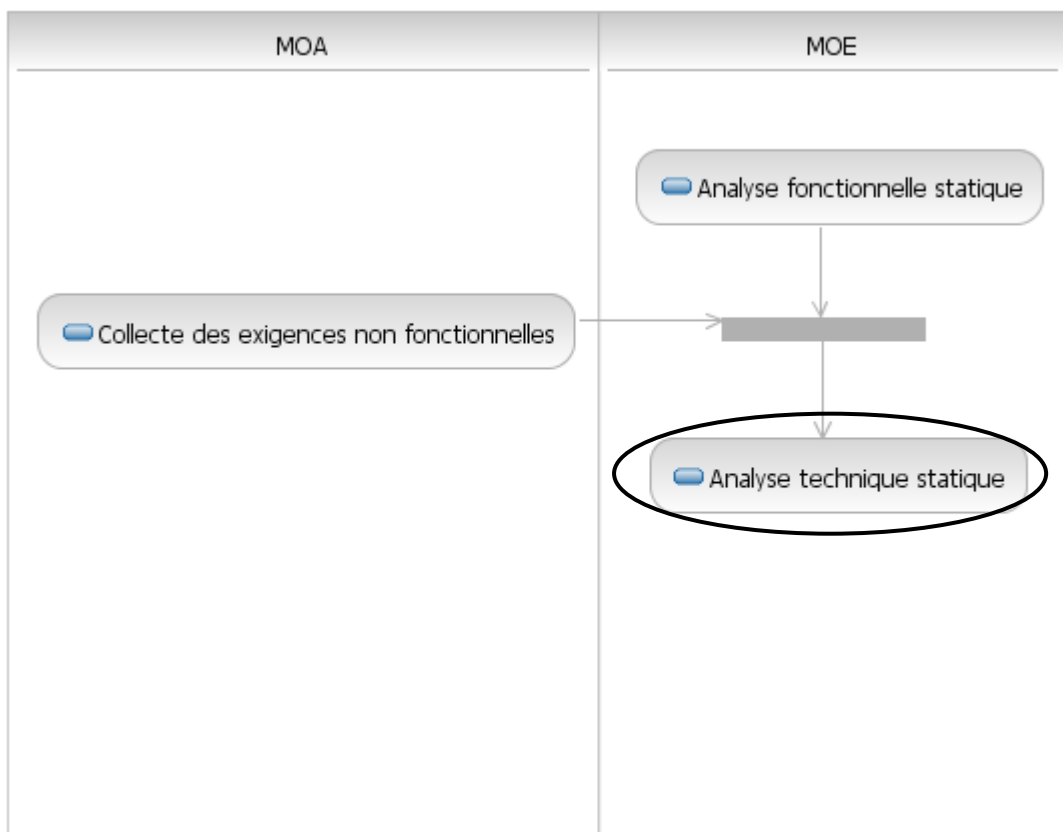 MOA
MOE
Analyse fonctionnelle statique
Collecte des exigences non fonctionnelles
Analyse technique statique